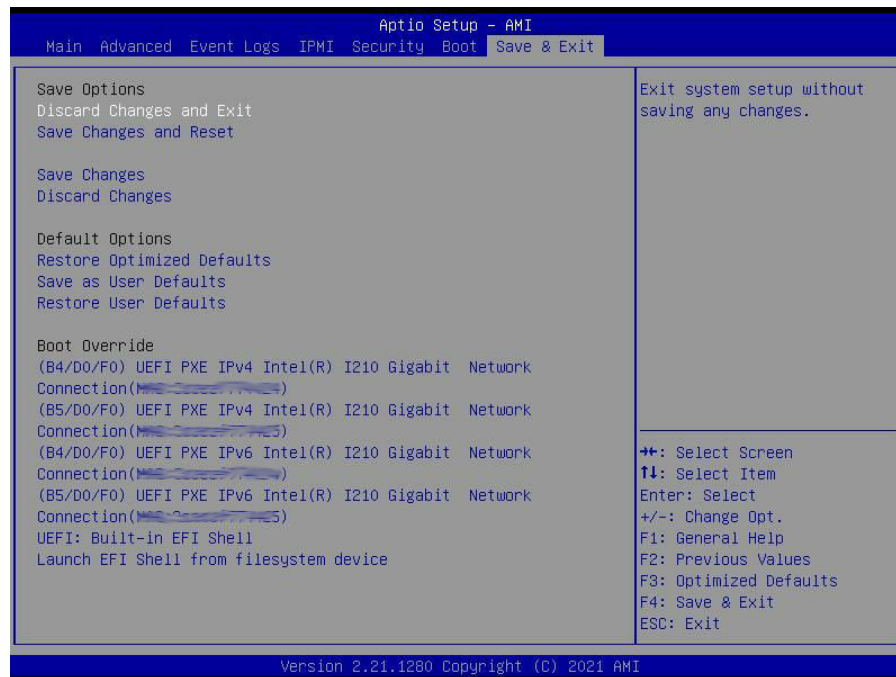 Aptio Setup – AMI
Main Advanced Event Logs IPMI Security Boot Save & Exit
Save Options
Discard Changes and Exit
Save Changes and Reset
Save Changes
Discard Changes
Default Options
Restore Optimized Defaults
Save as User Defaults
Restore User Defaults
Boot Override
(B4/D0/F0) UEFI PXE IPv4 Intel(R) I210 Gigabit Network
Connection(
(B5/D0/F0) UEFI PXE IPv4 Intel(R) I210 Gigabit Network
Connection(
(B4/D0/F0) UEFI PXE IPv6 Intel(R) I210 Gigabit Network
Connection(
(B5/D0/F0) UEFI PXE IPv6 Intel(R) I210 Gigabit Network
Connection(
UEFI: Built-in EFI Shell
Launch EFI Shell from filesystem device
Exit system setup without
saving any changes.
→←: Select Screen
↑↓: Select Item
Enter: Select
+/-: Change Opt.
F1: General Help
F2: Previous Values
F3: Optimized Defaults
F4: Save & Exit
ESC: Exit
Version 2.21.1280 Copyright (C) 2021 AMI